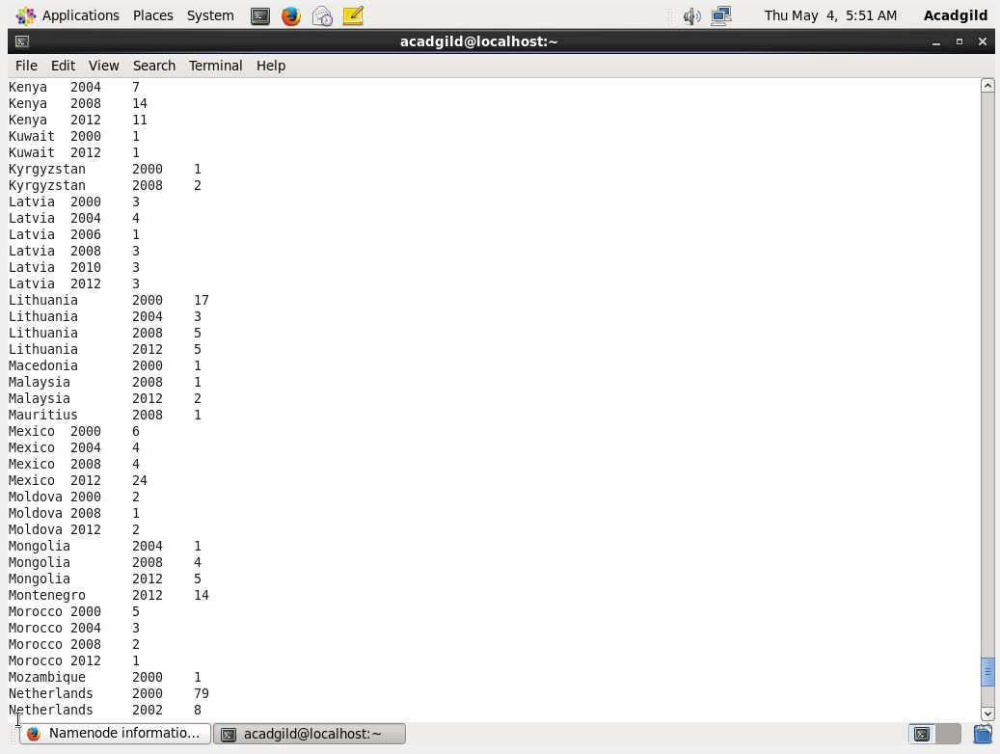 Applications Places System Thu May 4, 5:51 AM Acadgild
acadgild@localhost:~
File Edit View Search Terminal Help
Kenya 2004 7
Kenya 2008 14
Kenya 2012 11
Kuwait 2000 1
Kuwait 2012 1
Kyrgyzstan 2000 1
Kyrgyzstan 2008 2
Latvia 2000 3
Latvia 2004 4
Latvia 2006 1
Latvia 2008 3
Latvia 2010 3
Latvia 2012 3
Lithuania 2000 17
Lithuania 2004 3
Lithuania 2008 5
Lithuania 2012 5
Macedonia 2000 1
Malaysia 2008 1
Malaysia 2012 2
Mauritius 2008 1
Mexico 2000 6
Mexico 2004 4
Mexico 2008 4
Mexico 2012 24
Moldova 2000 2
Moldova 2008 1
Moldova 2012 2
Mongolia 2004 1
Mongolia 2008 4
Mongolia 2012 5
Montenegro 2012 14
Morocco 2000 5
Morocco 2004 3
Morocco 2008 2
Morocco 2012 1
Mozambique 2000 1
Netherlands 2000 79
Netherlands 2002 8
Namenode informatio... acadgild@localhost:~